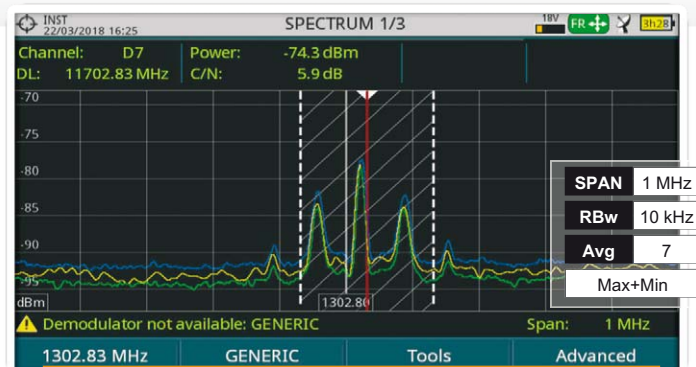 INST
22/03/2018 16:25
SPECTRUM 1/3
18V
FR
3h28
Channel: D7
Power: -74.3 dBm
DL: 11702.83 MHz
C/N: 5.9 dB
-70
-75
-80
-85
-90
-95
dBm
1302.80
SPAN 1 MHz
RBw 10 kHz
Avg 7
Max+Min
Demodulator not available: GENERIC
Span: 1 MHz
1302.83 MHz
GENERIC
Tools
Advanced